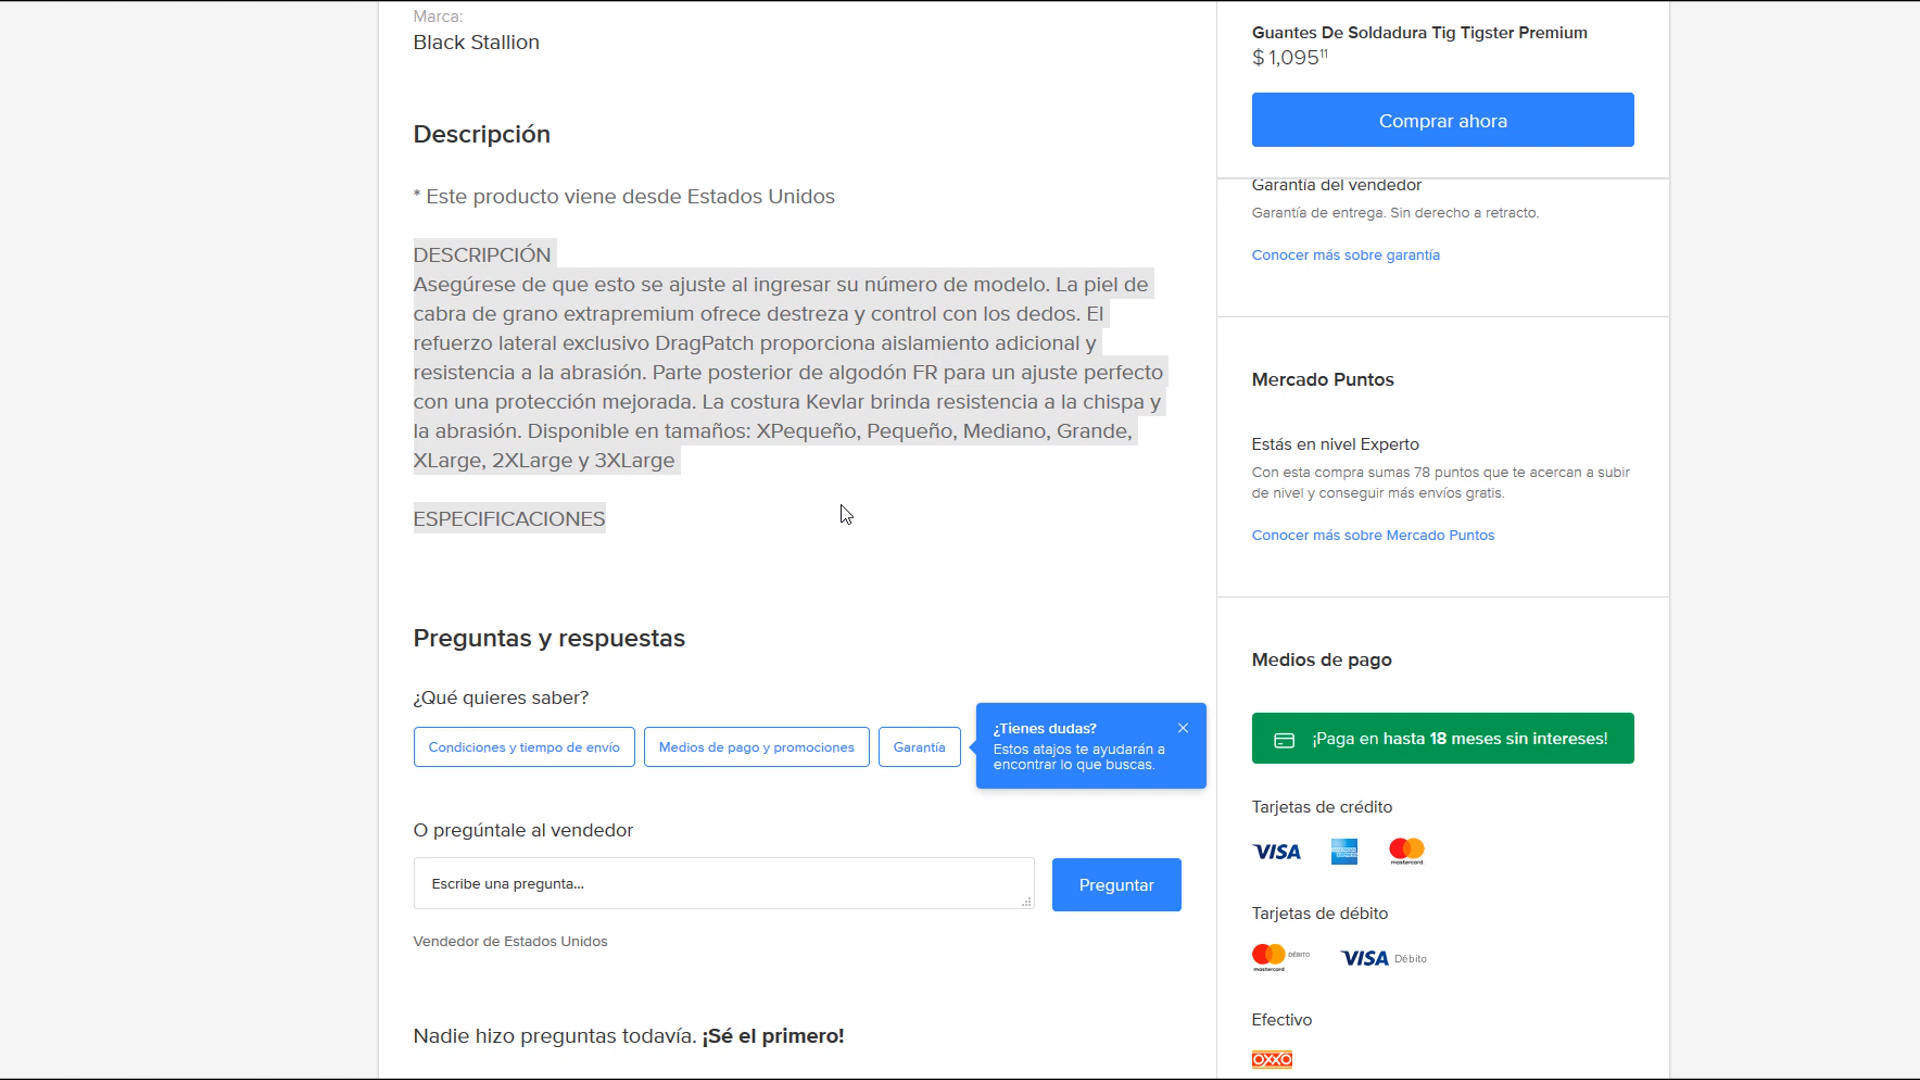 Marca:
Black Stallion
Descripción
* Este producto viene desde Estados Unidos
DESCRIPCIÓN
Asegúrese de que esto se ajuste al ingresar su número de modelo. La piel de
cabra de grano extrapremium ofrece destreza y control con los dedos. El
refuerzo lateral exclusivo DragPatch proporciona aislamiento adicional y
resistencia a la abrasión. Parte posterior de algodón FR para un ajuste perfecto
con una protección mejorada. La costura Kevlar brinda resistencia a la chispa y
la abrasión. Disponible en tamaños: XPequeño, Pequeño, Mediano, Grande,
XLarge, 2XLarge y 3XLarge
ESPECIFICACIONES
Preguntas y respuestas
¿Qué quieres saber?
Condiciones y tiempo de envío
Medios de pago y promociones
Garantía
¿Tienes dudas?
Estos atajos te ayudarán a
encontrar lo que buscas.
O pregúntale al vendedor
Escribe una pregunta...
Preguntar
Vendedor de Estados Unidos
Nadie hizo preguntas todavía. ¡Sé el primero!
Guantes De Soldadura Tig Tigster Premium
$ 1,095¹¹
Comprar ahora
Garantía del vendedor
Garantía de entrega. Sin derecho a retracto.
Conocer más sobre garantía
Mercado Puntos
Estás en nivel Experto
Con esta compra sumas 78 puntos que te acercan a subir
de nivel y conseguir más envíos gratis.
Conocer más sobre Mercado Puntos
Medios de pago
¡Paga en hasta 18 meses sin intereses!
Tarjetas de crédito
VISA
AMERICAN EXPRESS
mastercard
Tarjetas de débito
mastercard DÉBITO
VISA Débito
Efectivo
OXXO